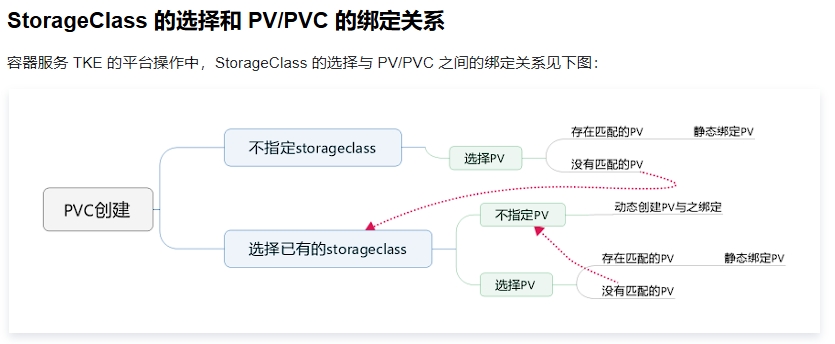 StorageClass 的选择和 PV/PVC 的绑定关系
容器服务 TKE 的平台操作中，StorageClass 的选择与 PV/PVC 之间的绑定关系见下图：
PVC创建
不指定storageclass
选择PV
存在匹配的PV
静态绑定PV
没有匹配的PV
选择已有的storageclass
不指定PV
动态创建PV与之绑定
选择PV
存在匹配的PV
静态绑定PV
没有匹配的PV